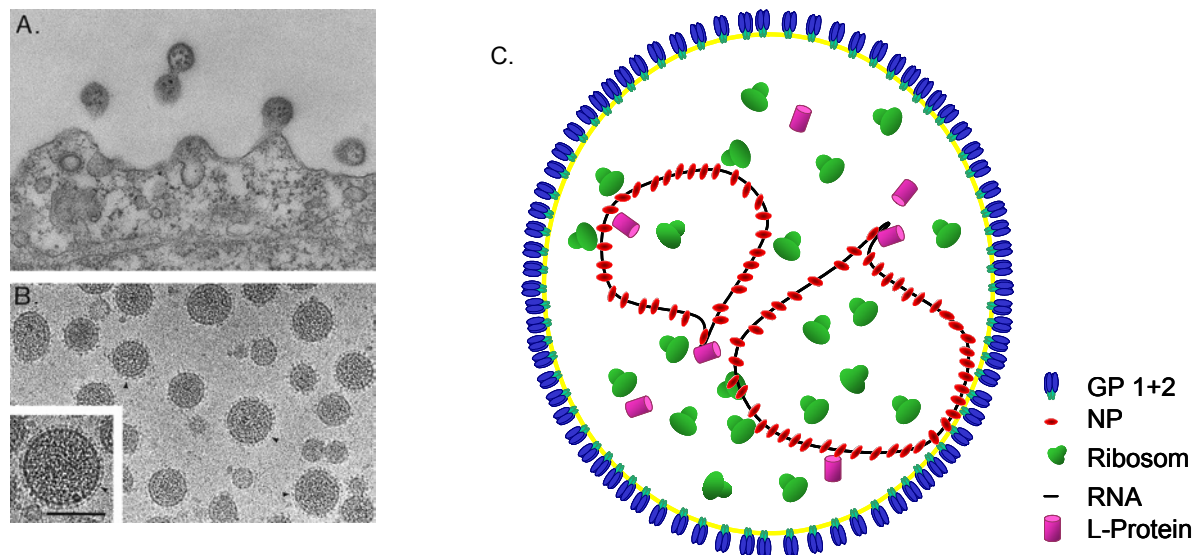 A.
B.
C.
GP 1+2
NP
Ribosom
RNA
L-Protein